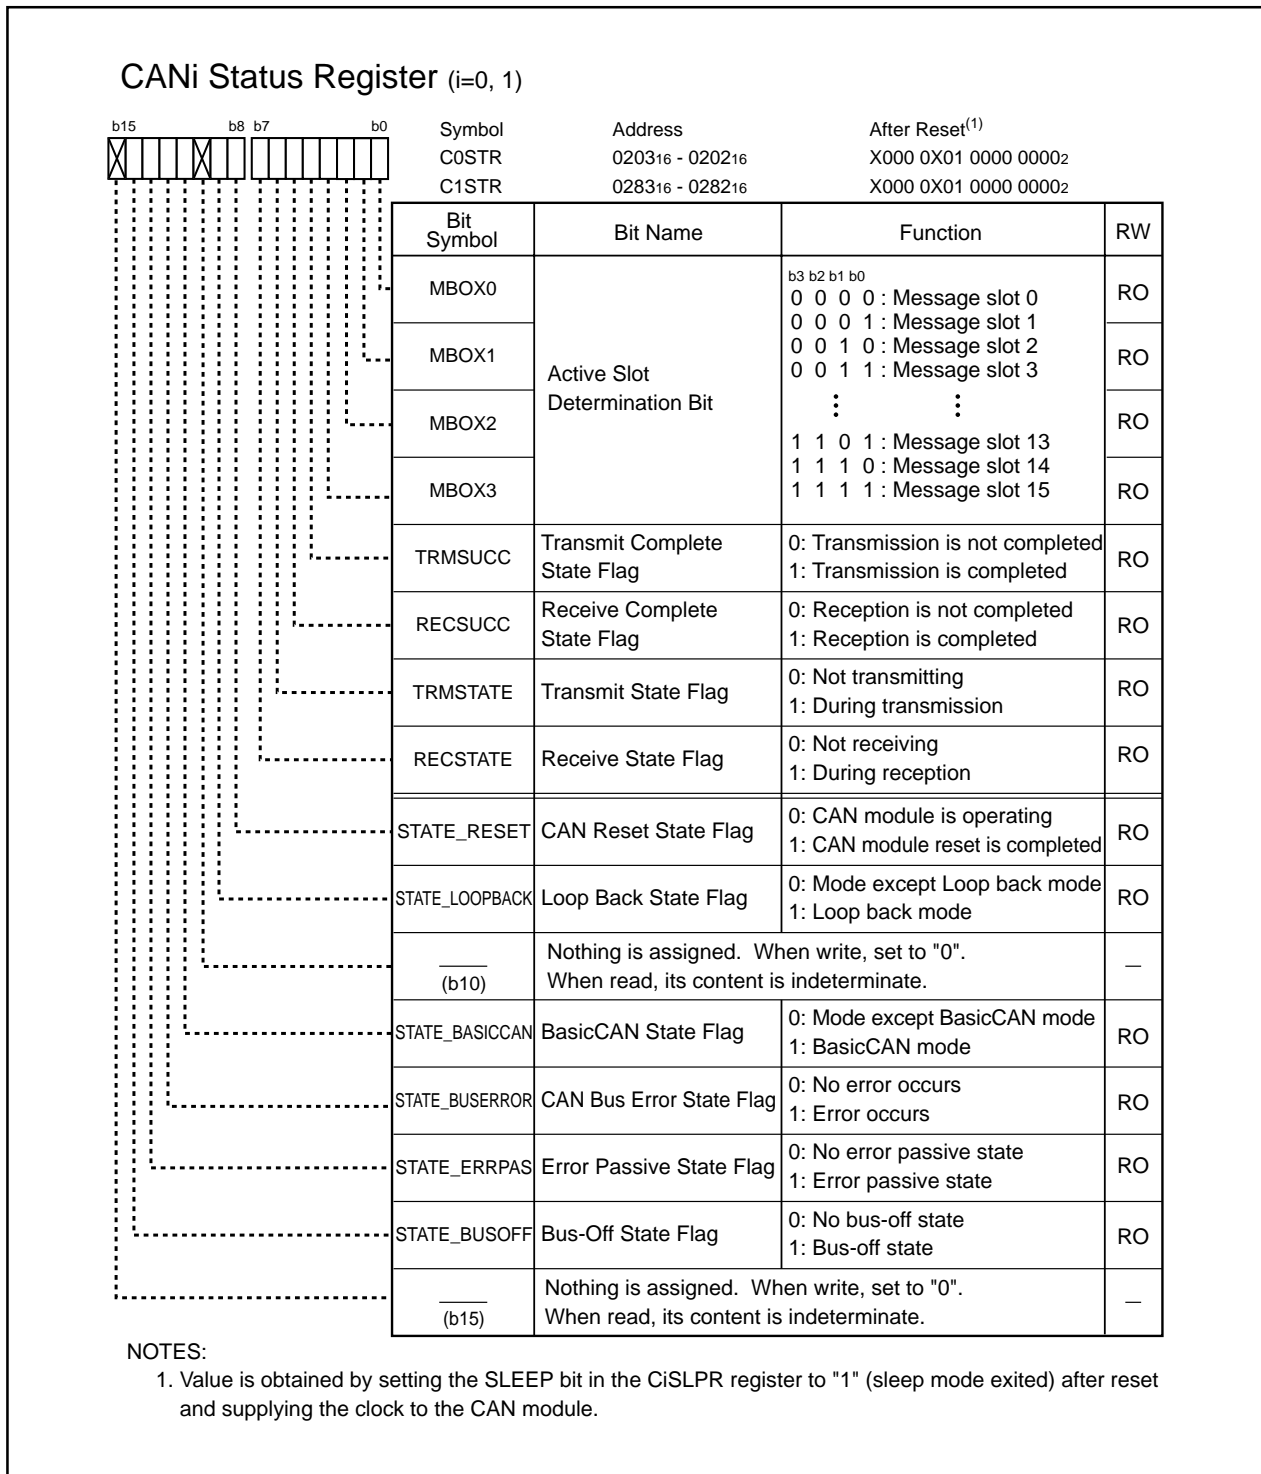 CANi Status Register (i=0, 1)
b15 b8 b7 b0
Symbol Address After Reset(1)
C0STR 020316 - 020216 X000 0X01 0000 00002
C1STR 028316 - 028216 X000 0X01 0000 00002
Bit Symbol Bit Name Function RW
b3 b2 b1 b0
MBOX0 0 0 0 0 : Message slot 0 RO
0 0 0 1 : Message slot 1
MBOX1 0 0 1 0 : Message slot 2 RO
0 0 1 1 : Message slot 3
Active Slot
Determination Bit
MBOX2 RO
1 1 0 1 : Message slot 13
1 1 1 0 : Message slot 14
MBOX3 1 1 1 1 : Message slot 15 RO
TRMSUCC Transmit Complete State Flag 0: Transmission is not completed RO
1: Transmission is completed
RECSUCC Receive Complete State Flag 0: Reception is not completed RO
1: Reception is completed
TRMSTATE Transmit State Flag 0: Not transmitting RO
1: During transmission
RECSTATE Receive State Flag 0: Not receiving RO
1: During reception
STATE_RESET CAN Reset State Flag 0: CAN module is operating RO
1: CAN module reset is completed
STATE_LOOPBACK Loop Back State Flag 0: Mode except Loop back mode RO
1: Loop back mode
(b10) Nothing is assigned. When write, set to "0". —
When read, its content is indeterminate.
STATE_BASICCAN BasicCAN State Flag 0: Mode except BasicCAN mode RO
1: BasicCAN mode
STATE_BUSERROR CAN Bus Error State Flag 0: No error occurs RO
1: Error occurs
STATE_ERRPAS Error Passive State Flag 0: No error passive state RO
1: Error passive state
STATE_BUSOFF Bus-Off State Flag 0: No bus-off state RO
1: Bus-off state
(b15) Nothing is assigned. When write, set to "0". —
When read, its content is indeterminate.
NOTES:
1. Value is obtained by setting the SLEEP bit in the CiSLPR register to "1" (sleep mode exited) after reset
and supplying the clock to the CAN module.